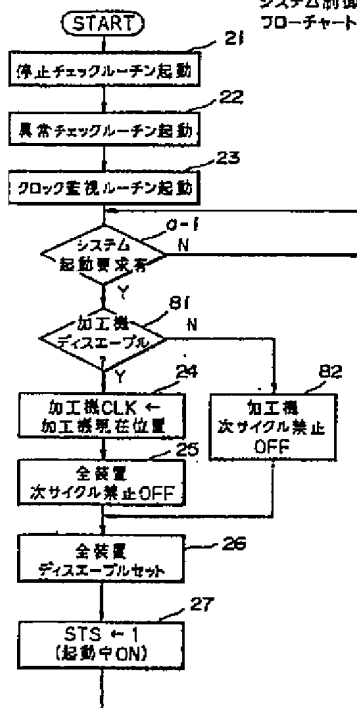 システム制御
フローチャート
START
21
停止チェックルーチン起動
22
異常チェックルーチン起動
23
クロック監視ルーチン起動
a-1
システム
起動要求有
N
Y
81
加工機
ディスエーブル
?
N
Y
24
加工機CLK ←
加工機現在位置
82
加工機
次サイクル禁止
OFF
25
全装置
次サイクル禁止OFF
26
全装置
ディスエーブルセット
27
STS ← 1
(起動中ON)